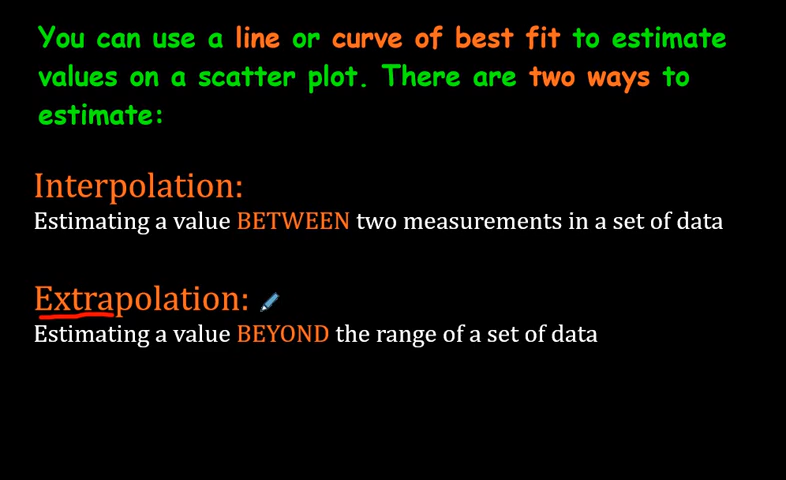 You can use a line or curve of best fit to estimate
values on a scatter plot. There are two ways to
estimate:
Interpolation:
Estimating a value BETWEEN two measurements in a set of data
Extrapolation:
Estimating a value BEYOND the range of a set of data